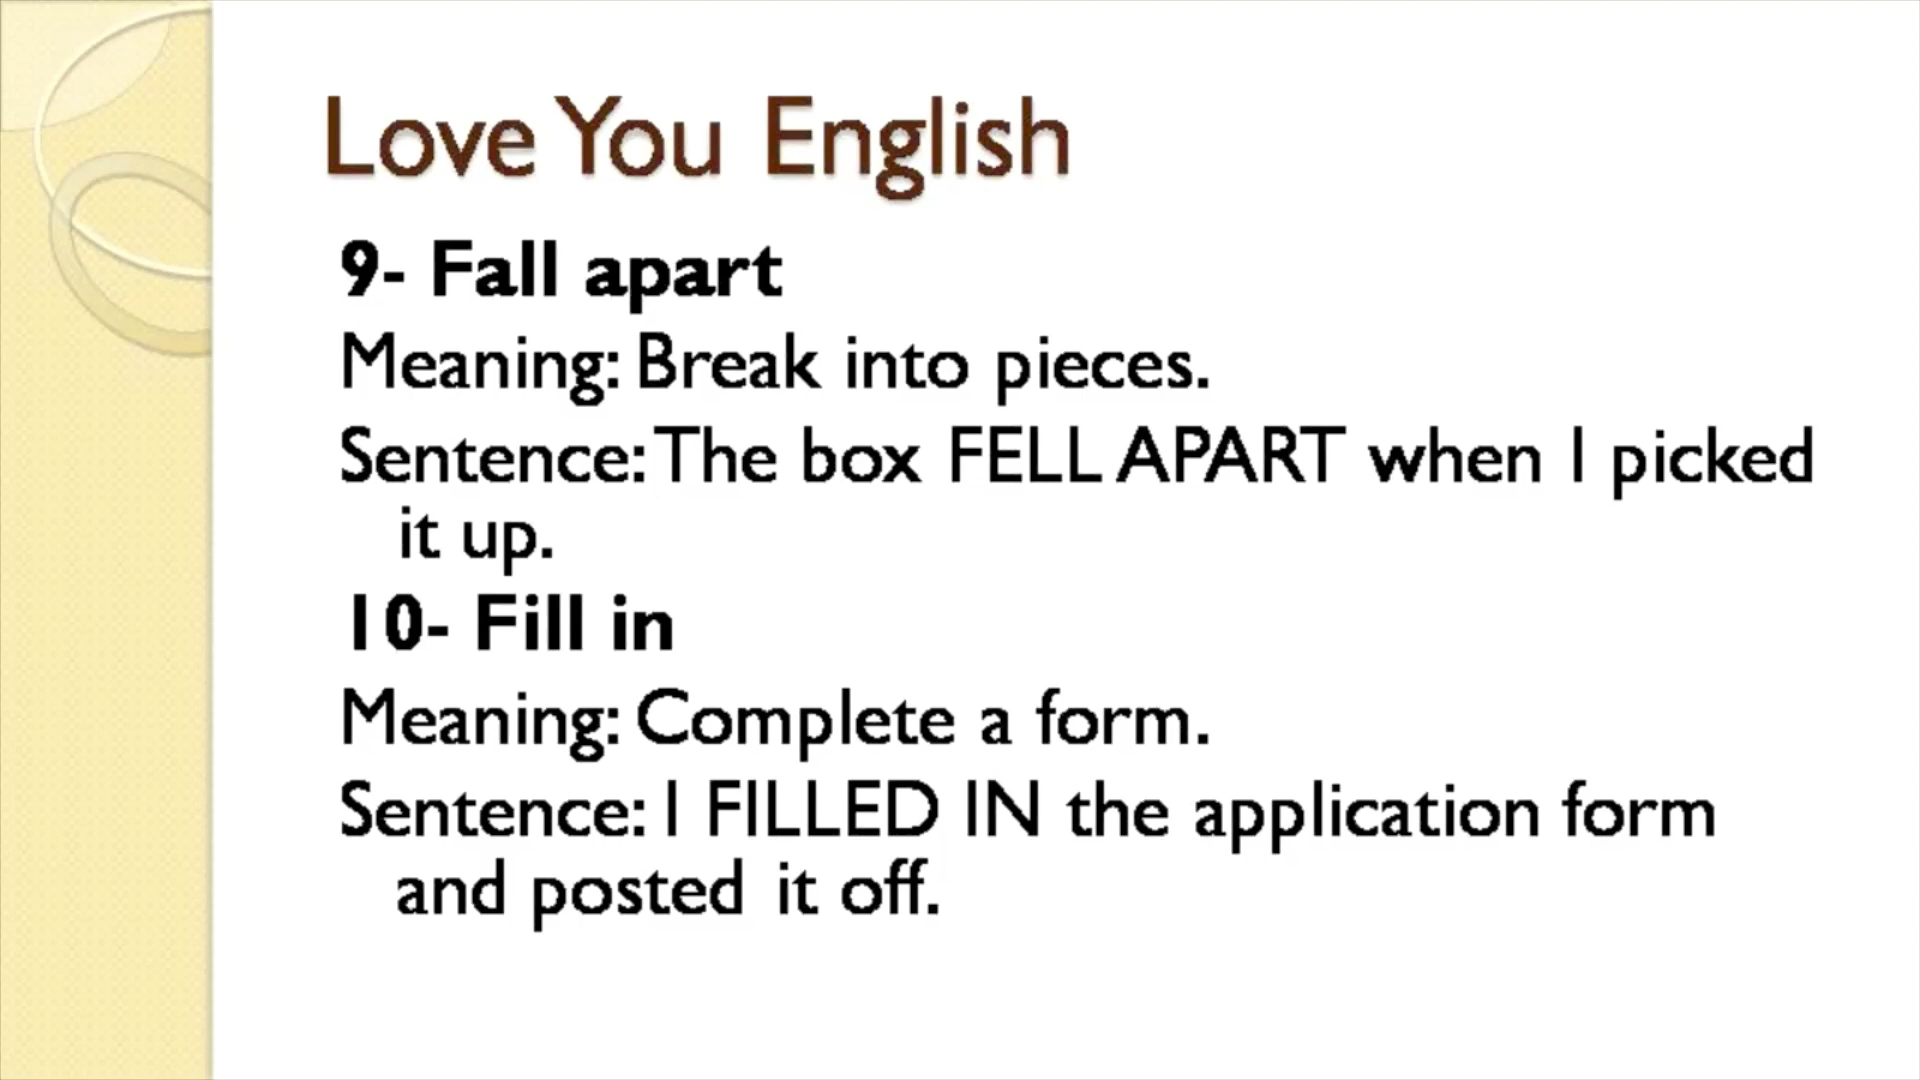 Love You English
9- Fall apart
Meaning: Break into pieces.
Sentence: The box FELL APART when I picked
it up.
10- Fill in
Meaning: Complete a form.
Sentence: I FILLED IN the application form
and posted it off.